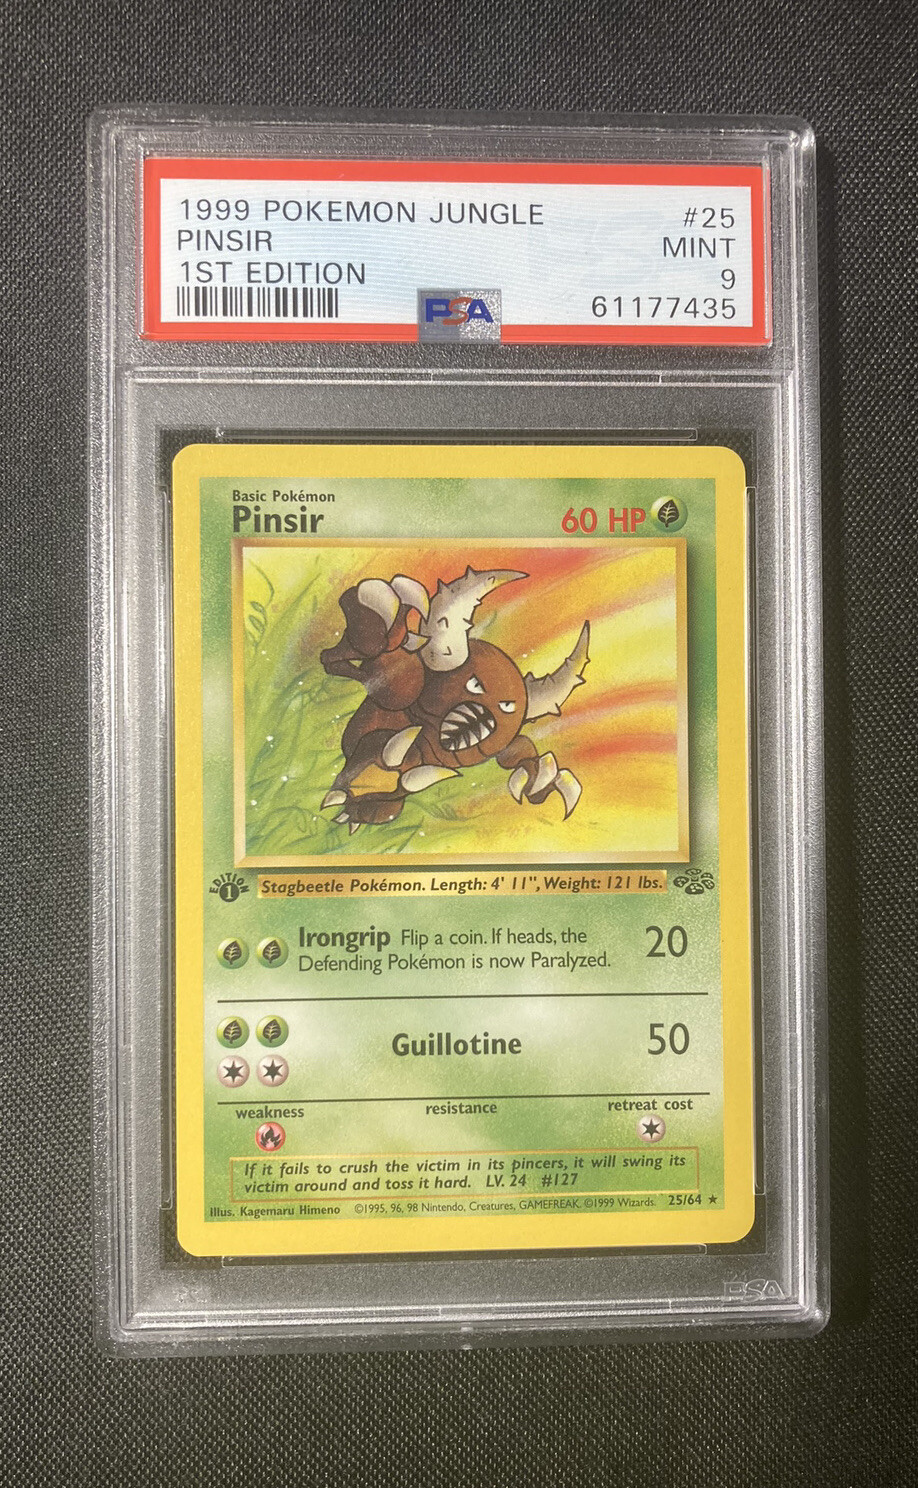 1999 POKEMON JUNGLE #25
PINSIR MINT
1ST EDITION 9
PSA 61177435
Basic Pokémon
Pinsir 60 HP
EDITION 1
Stagbeetle Pokémon. Length: 4' 11", Weight: 121 lbs.
Irongrip Flip a coin. If heads, the
Defending Pokémon is now Paralyzed. 20
Guillotine 50
weakness resistance retreat cost
If it fails to crush the victim in its pincers, it will swing its
victim around and toss it hard. LV. 24 #127
Illus. Kagemaru Himeno ©1995, 96, 98 Nintendo, Creatures, GAMEFREAK. ©1999 Wizards. 25/64 ★
PSA